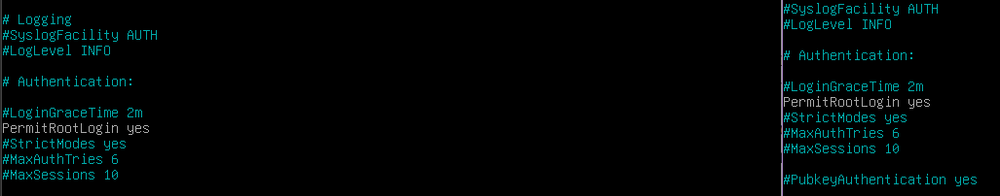 # Logging
#SyslogFacility AUTH
#LogLevel INFO
# Authentication:
#LoginGraceTime 2m
PermitRootLogin yes
#StrictModes yes
#MaxAuthTries 6
#MaxSessions 10
#SyslogFacility AUTH
#LogLevel INFO
# Authentication:
#LoginGraceTime 2m
PermitRootLogin yes
#StrictModes yes
#MaxAuthTries 6
#MaxSessions 10
#PubkeyAuthentication yes